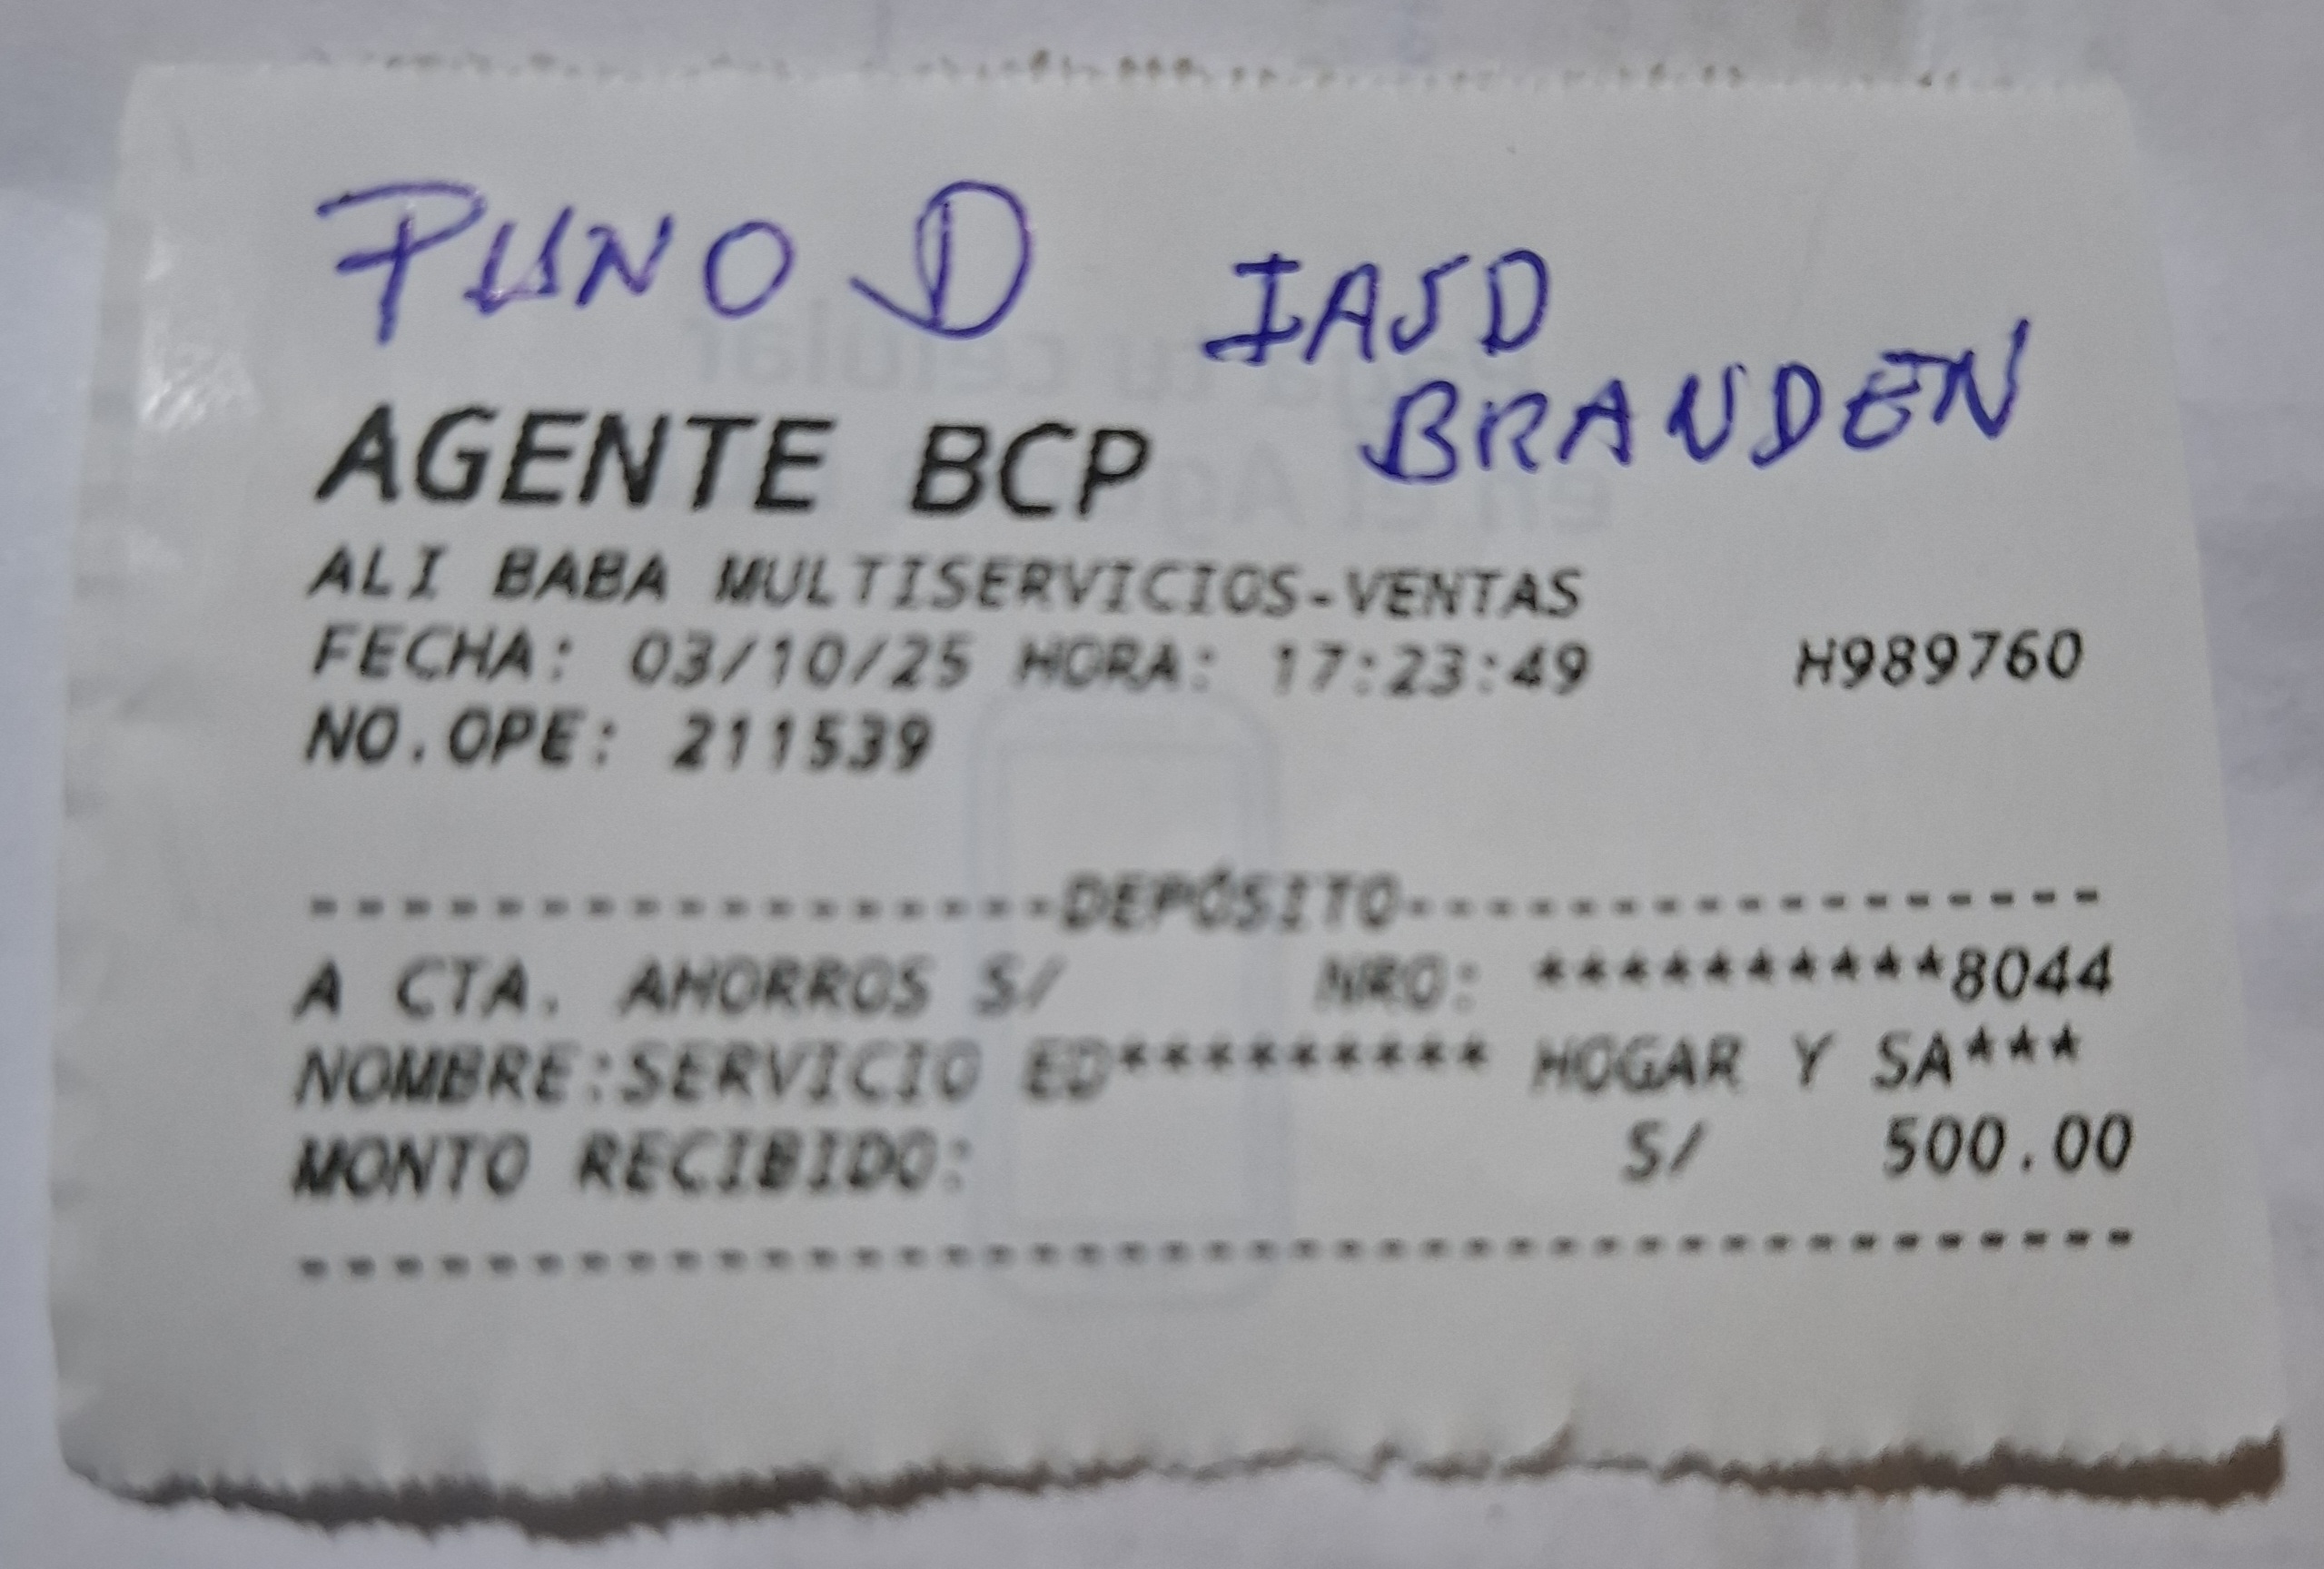 PUNO D IASD
BRANDEN
AGENTE BCP
ALI BABA MULTISERVICIOS-VENTAS
FECHA: 03/10/25 HORA: 17:23:49 H989760
NO.OPE: 211539
------------------DEPÓSITO------------------
A CTA. AHORROS S/ NRO: **********8044
NOMBRE:SERVICIO ED********* HOGAR Y SA***
MONTO RECIBIDO: S/ 500.00